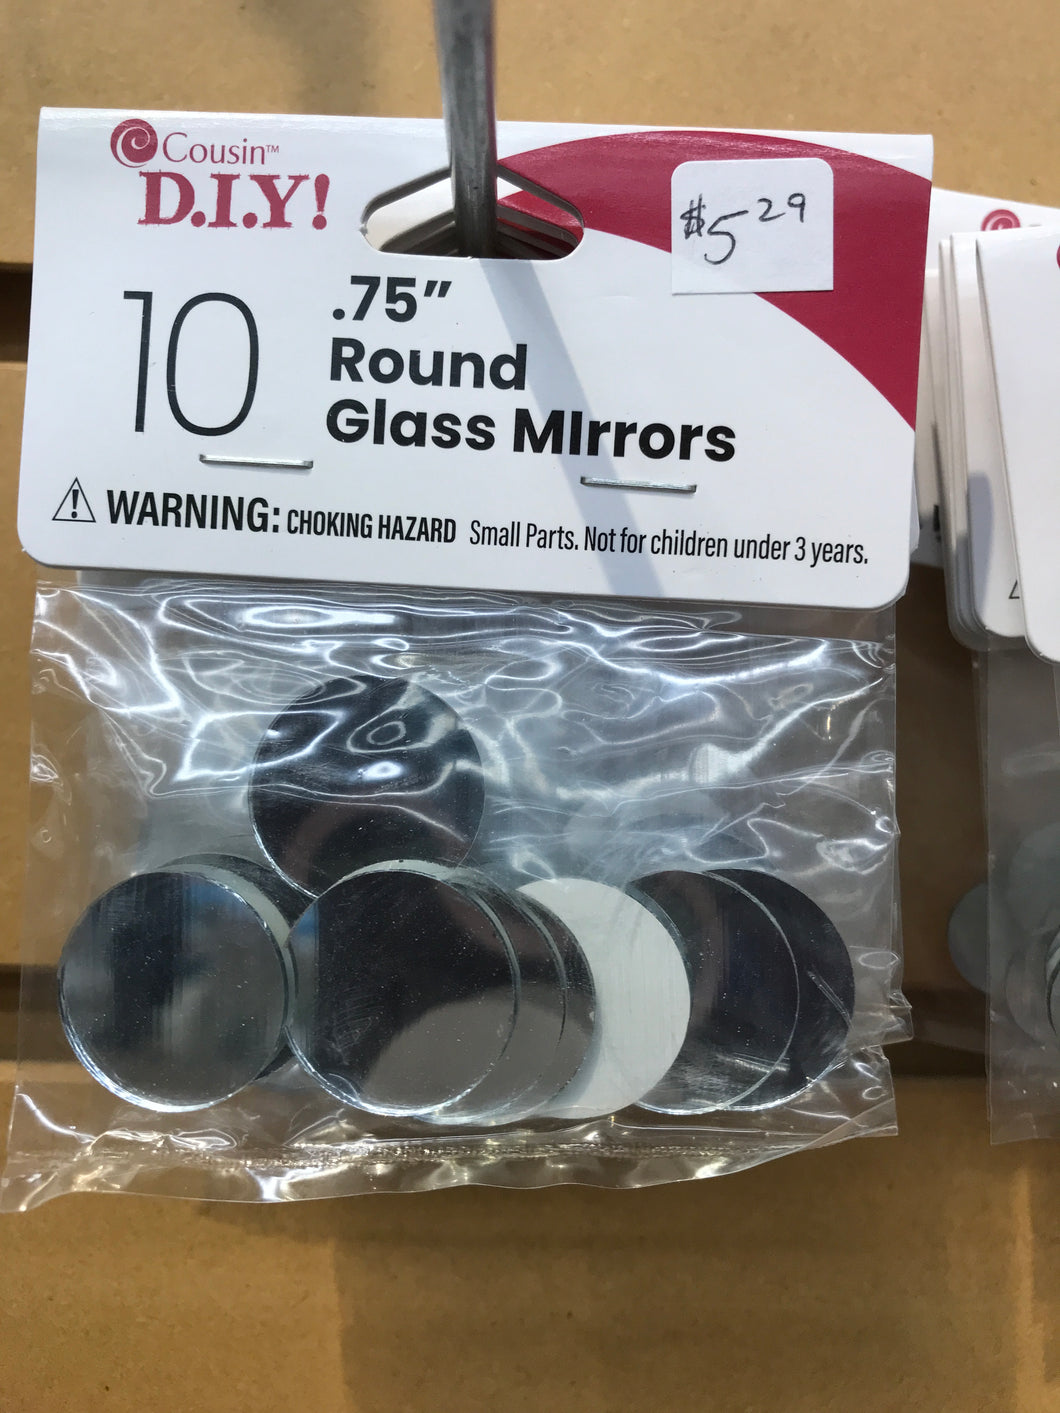 Cousin™
D.I.Y!
$5 29
10
.75”
Round
Glass MIrrors
WARNING: CHOKING HAZARD Small Parts. Not for children under 3 years.